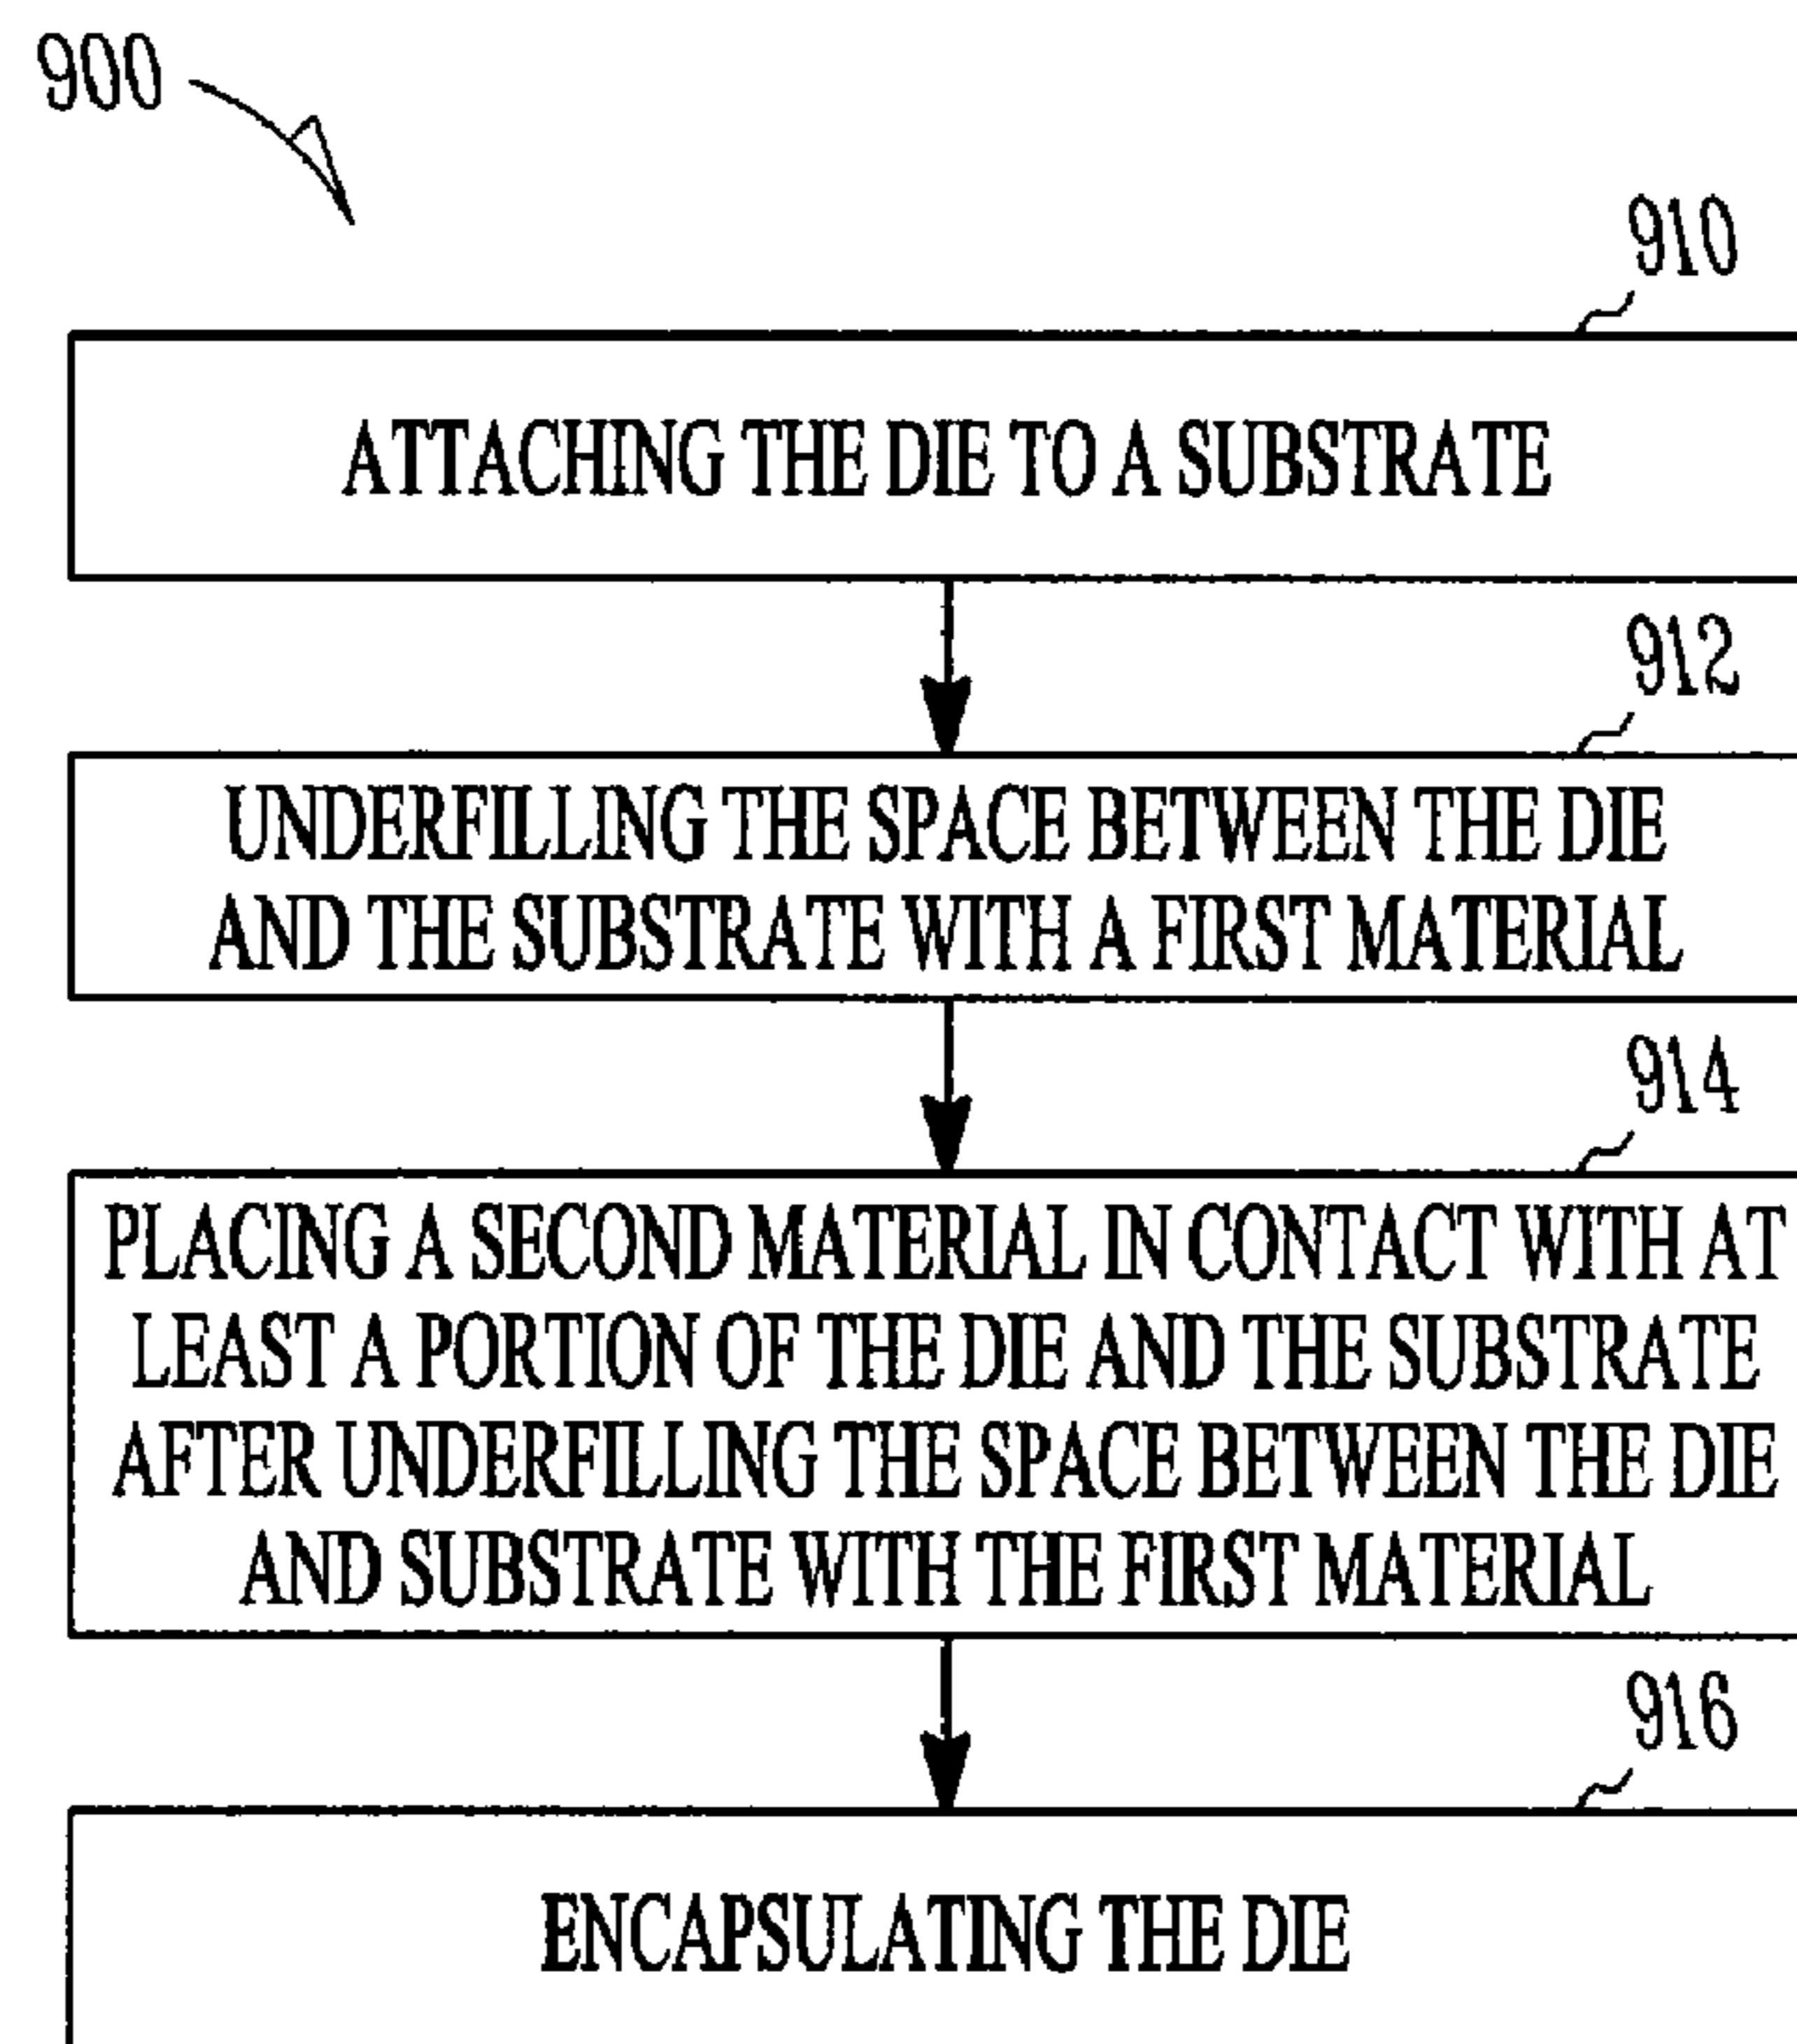 900
910
ATTACHING THE DIE TO A SUBSTRATE
912
UNDERFILLING THE SPACE BETWEEN THE DIE
AND THE SUBSTRATE WITH A FIRST MATERIAL
914
PLACING A SECOND MATERIAL IN CONTACT WITH AT
LEAST A PORTION OF THE DIE AND THE SUBSTRATE
AFTER UNDERFILLING THE SPACE BETWEEN THE DIE
AND SUBSTRATE WITH THE FIRST MATERIAL
916
ENCAPSULATING THE DIE